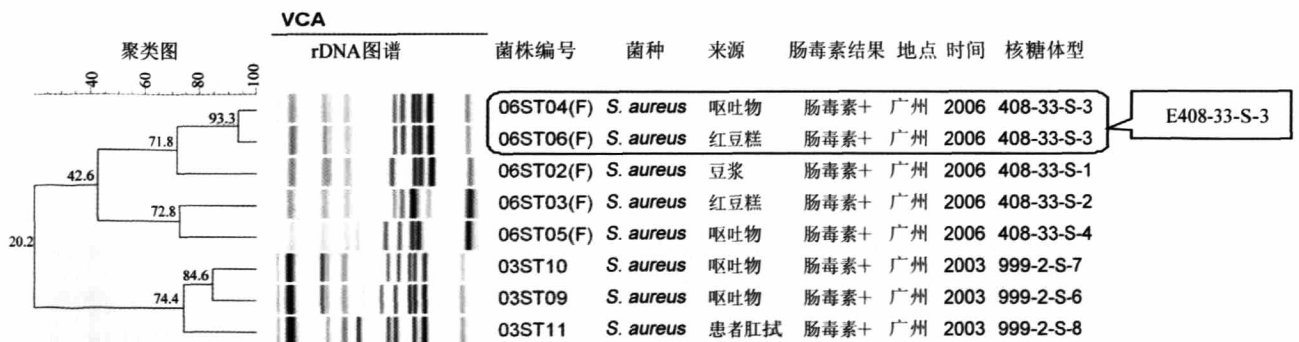 VCA
聚类图 rDNA图谱 菌株编号 菌种 来源 肠毒素结果 地点 时间 核糖体型
40 60 80 100
93.3 06ST04(F) S. aureus 呕吐物 肠毒素+ 广州 2006 408-33-S-3
E408-33-S-3
71.8 06ST06(F) S. aureus 红豆糕 肠毒素+ 广州 2006 408-33-S-3
06ST02(F) S. aureus 豆浆 肠毒素+ 广州 2006 408-33-S-1
42.6
72.8 06ST03(F) S. aureus 红豆糕 肠毒素+ 广州 2006 408-33-S-2
20.2 06ST05(F) S. aureus 呕吐物 肠毒素+ 广州 2006 408-33-S-4
84.6 03ST10 S. aureus 呕吐物 肠毒素+ 广州 2003 999-2-S-7
74.4 03ST09 S. aureus 呕吐物 肠毒素+ 广州 2003 999-2-S-6
03ST11 S. aureus 患者肛拭 肠毒素+ 广州 2003 999-2-S-8